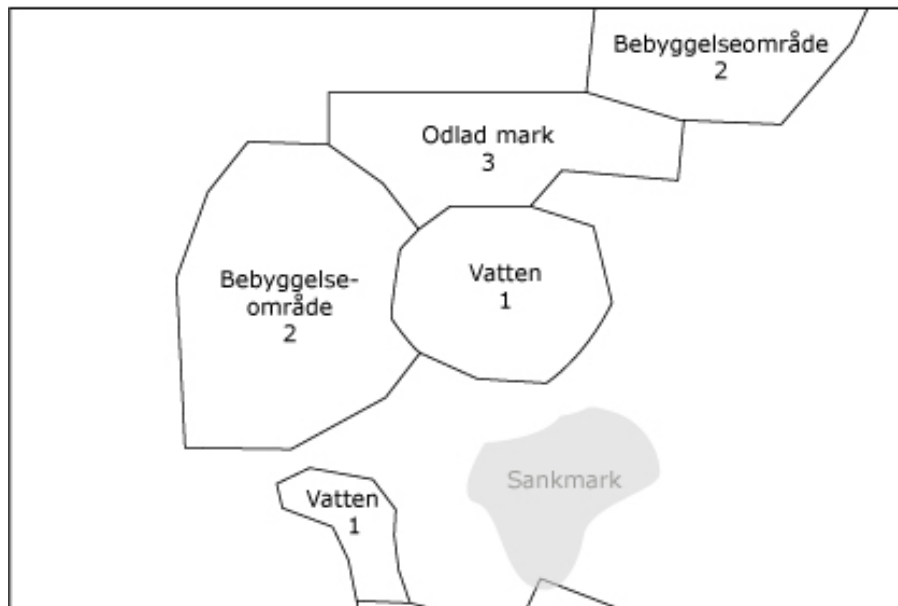 Bebyggelseområde
2
Odlad mark
3
Bebyggelse-
område
2
Vatten
1
Sankmark
Vatten
1